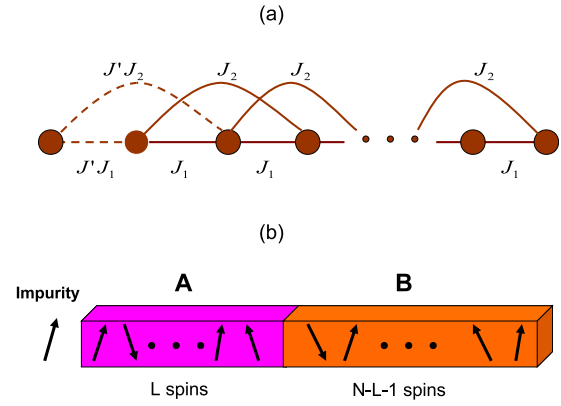 (a)
J'J₂ J₂ J₂ J₂
J'J₁ J₁ J₁ J₁
(b)
A B
Impurity
L spins N-L-1 spins